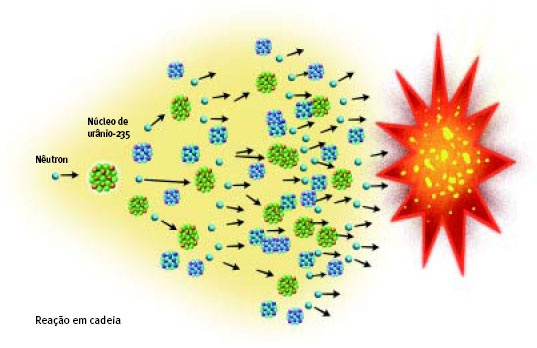 Núcleo de
urânio-235
Nêutron
Reação em cadeia